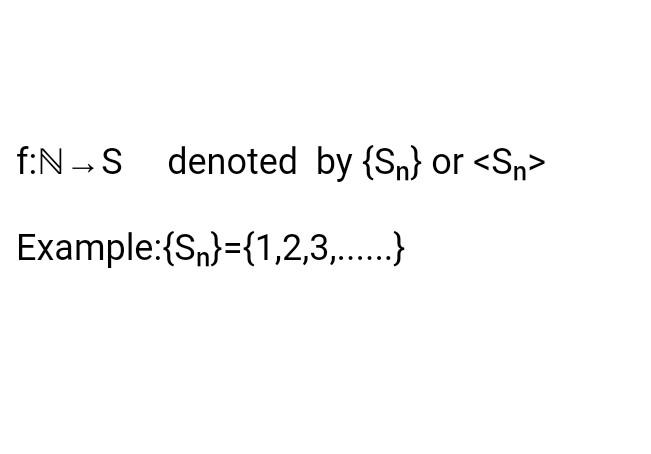 f:ℕ→S denoted by {Sₙ} or <Sₙ>
Example:{Sₙ}={1,2,3,......}